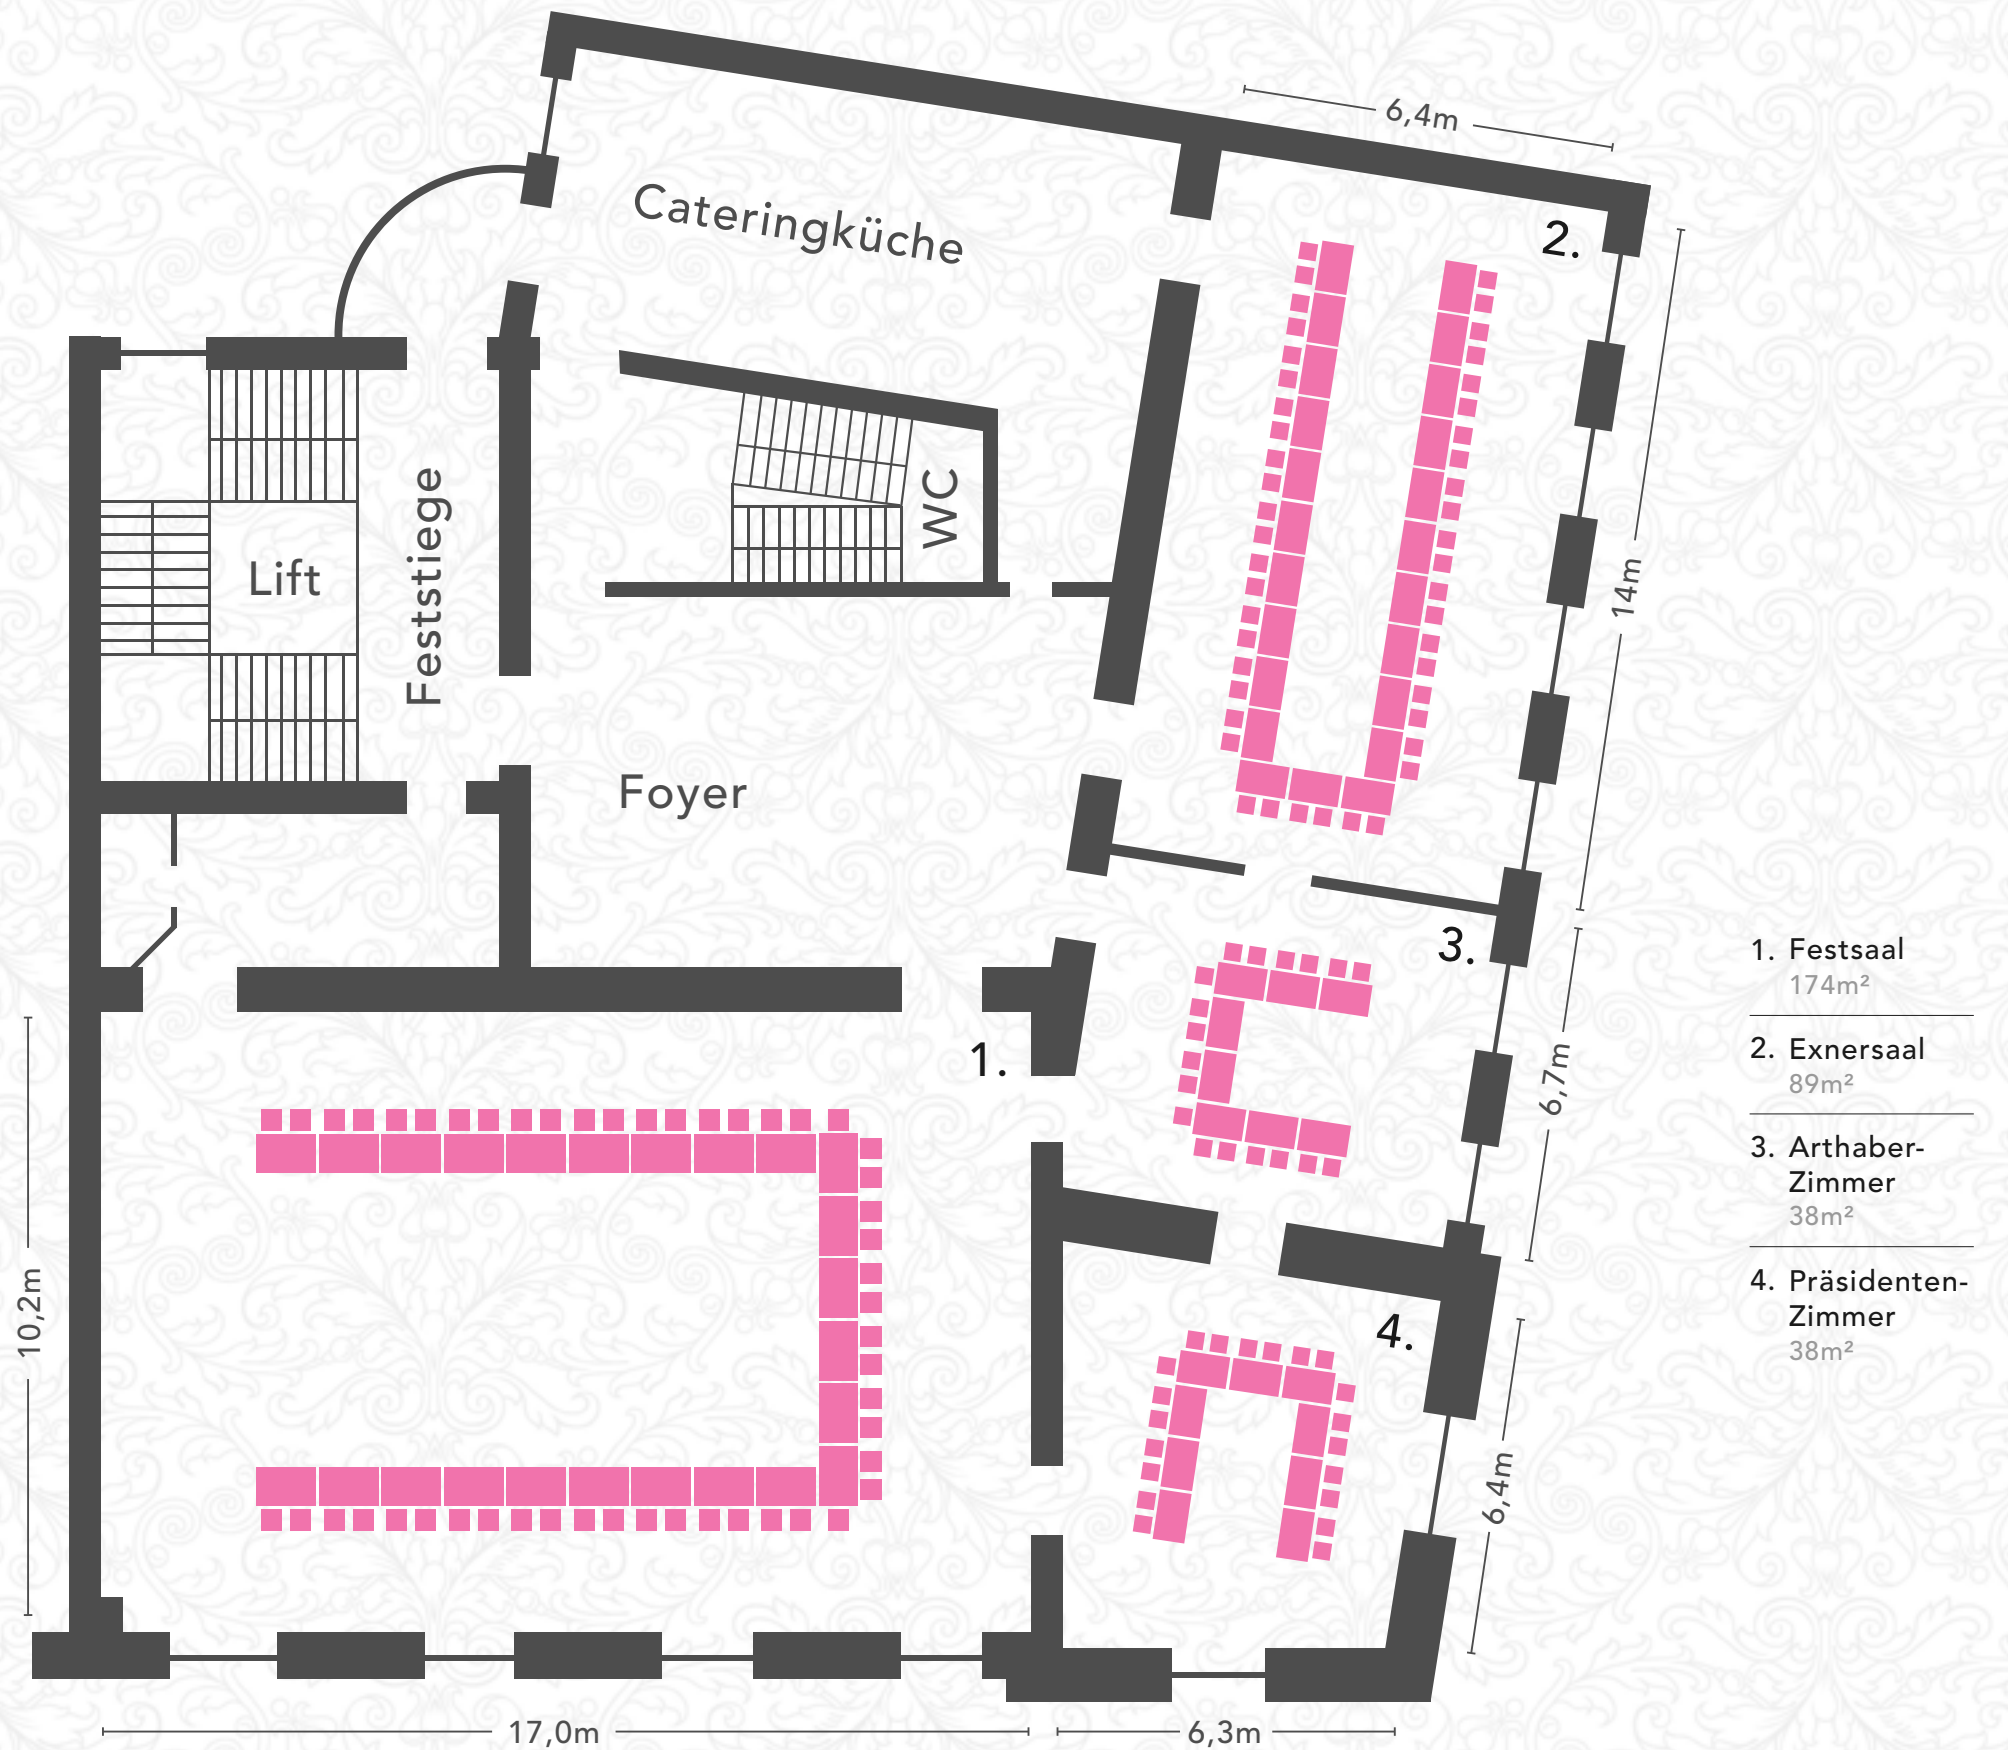 6,4m
Cateringküche
2.
Lift
Feststiege
WC
14m
Foyer
3.
1.
6,7m
10,2m
4.
6,4m
17,0m
6,3m
1. Festsaal
174m²
2. Exnersaal
89m²
3. Arthaber-
Zimmer
38m²
4. Präsidenten-
Zimmer
38m²